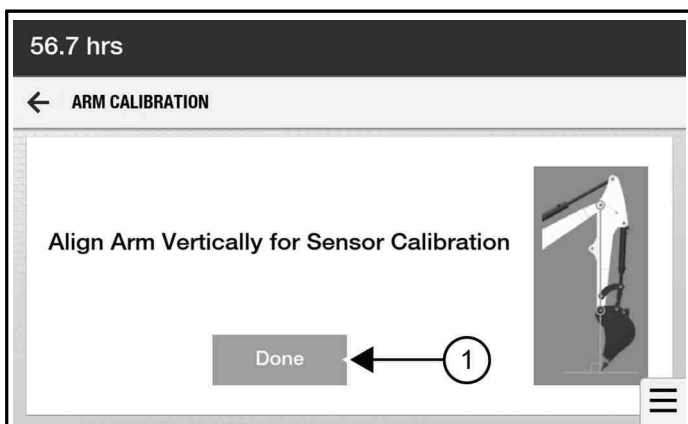 56.7 hrs
ARM CALIBRATION
Align Arm Vertically for Sensor Calibration
Done
1